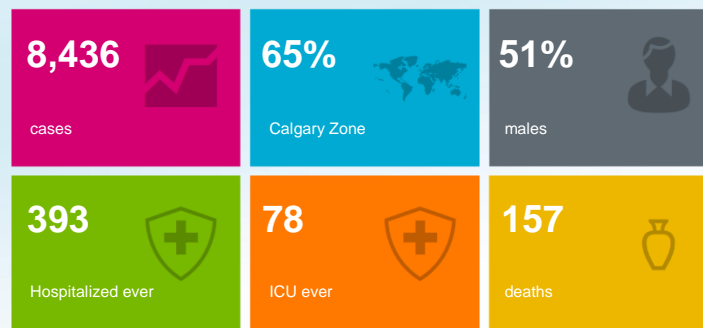 8,436
cases
65%
Calgary Zone
51%
males
393
Hospitalized ever
78
ICU ever
157
deaths